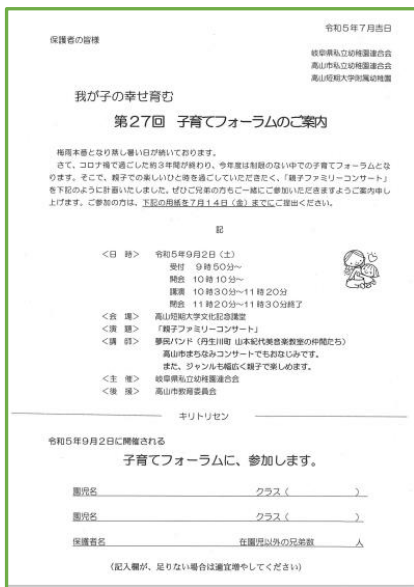 令和5年7月吉日
保護者の皆様
岐阜県私立幼稚園連合会
高山市私立幼稚園連合会
高山短期大学附属幼稚園
我が子の幸せ育む
第27回 子育てフォーラムのご案内
梅雨本番となり蒸し暑い日が続いております。
さて、コロナ禍で過ごした約3年間が終わり、今年度は制限のない中での子育てフォーラムとな
ります。そこで、親子での楽しいひと時を過ごしていただきたく、「親子ファミリーコンサート」
を下記のように計画いたしました。ぜひご兄弟の方もご一緒にご参加いただきますようご案内申し
上げます。ご参加の方は、下記の用紙を7月14日（金）までにご提出ください。
記
＜日 時＞ 令和5年9月2日（土）
受付 9時50分～
開会 10時10分～
講演 10時30分～11時20分
閉会 11時20分～11時30分終了
＜会 場＞ 高山短期大学文化記念講堂
＜演 題＞ 「親子ファミリーコンサート」
＜講 師＞ 夢民バンド（丹生川町 山本紀代美音楽教室の仲間たち）
高山市まちなみコンサートでもおなじみです。
また、ジャンルも幅広く親子で楽しめます。
＜主 催＞ 岐阜県私立幼稚園連合会
＜後 援＞ 高山市教育委員会
キリトリセン
令和5年9月2日に開催される
子育てフォーラムに、参加します。
園児名 クラス（ ）
園児名 クラス（ ）
保護者名 在園児以外の兄弟数 人
（記入欄が、足りない場合は適宜増やしてください）